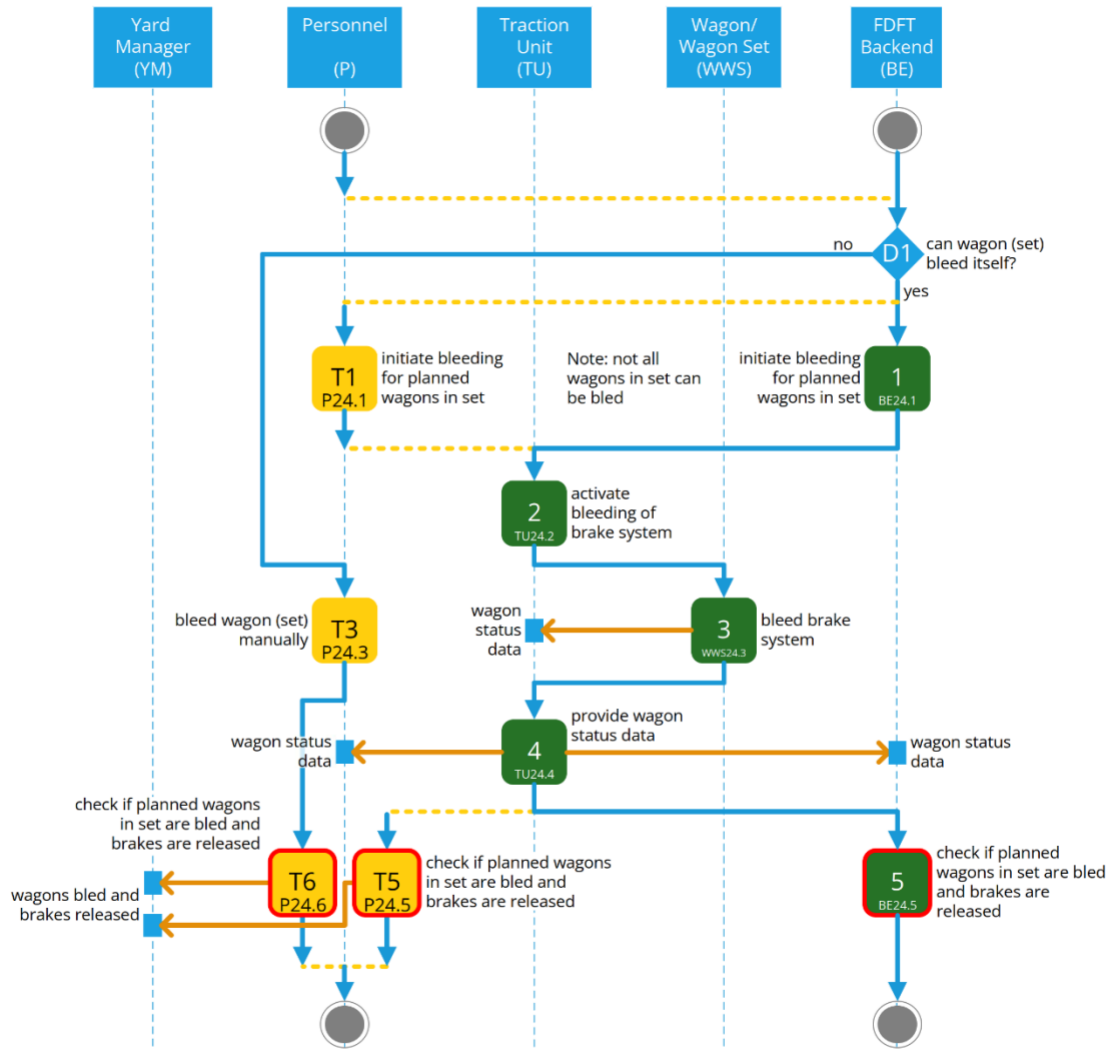 Yard
Manager
(YM)
Personnel
(P)
Traction
Unit
(TU)
Wagon/
Wagon Set
(WWS)
FDFT
Backend
(BE)
no
D1
can wagon (set)
bleed itself?
yes
T1
P24.1
initiate bleeding
for planned
wagons in set
Note: not all
wagons in set can
be bled
initiate bleeding
for planned
wagons in set
1
BE24.1
2
TU24.2
activate
bleeding of
brake system
bleed wagon (set)
manually
T3
P24.3
wagon
status
data
3
WWS24.3
bleed brake
system
wagon status
data
4
TU24.4
provide wagon
status data
wagon status
data
check if planned wagons
in set are bled and
brakes are released
wagons bled and
brakes released
T6
P24.6
T5
P24.5
check if planned wagons
in set are bled and
brakes are released
5
BE24.5
check if planned
wagons in set are bled
and brakes are
released